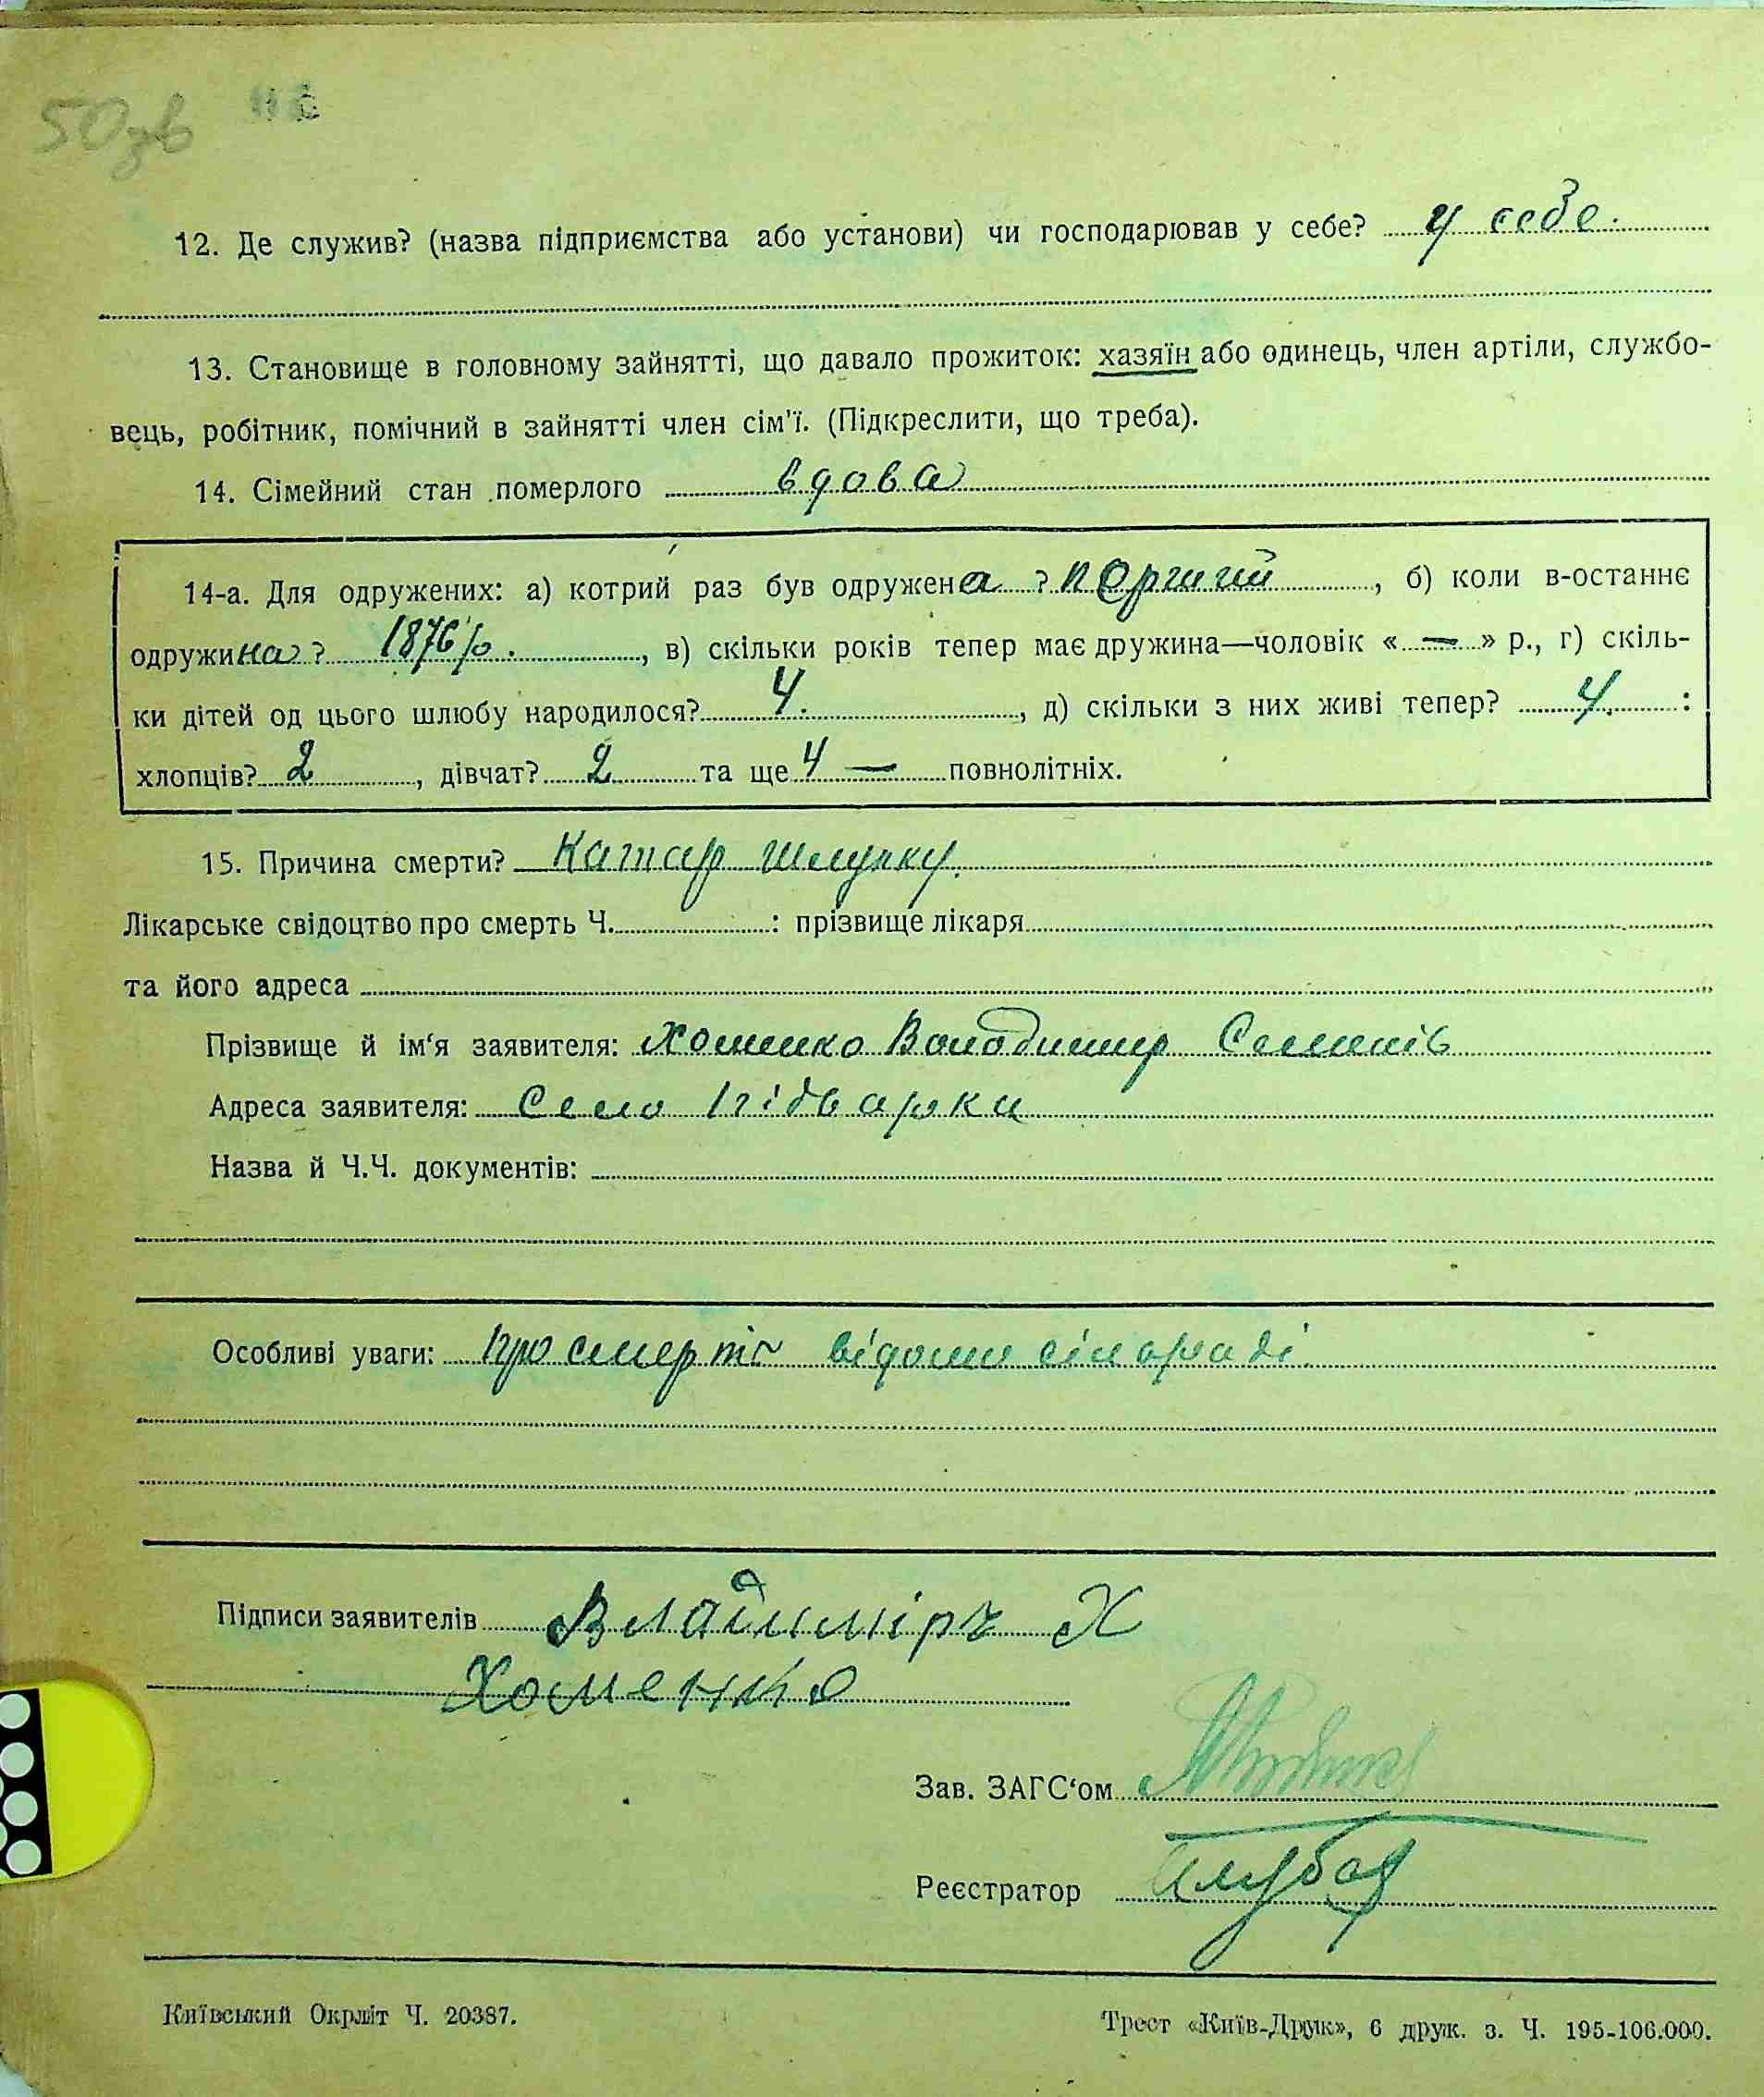 50зв
12. Де служив? (назва підприємства або установи) чи господарював у себе? у себе.
13. Становище в головному зайнятті, що давало прожиток: хазяїн або одинець, член артіли, службо-
вець, робітник, помічний в зайнятті член сім'ї. (Підкреслити, що треба).
14. Сімейний стан померлого вдова
14-а. Для одружених: а) котрий раз був одружена ? перший, б) коли в-останнє
одружина? 1876 р., в) скільки років тепер має дружина—чоловік «—» р., г) скіль-
ки дітей од цього шлюбу народилося? 4., д) скільки з них живі тепер? 4. :
хлопців? 2, дівчат? 2 та ще 4 — повнолітніх.
15. Причина смерти? Катар шлунку.
Лікарське свідоцтво про смерть Ч. : прізвище лікаря
та його адреса
Прізвище й ім'я заявителя: Хоменко Володимир Семенів
Адреса заявителя: Село Підварки
Назва й Ч.Ч. документів:
Особливі уваги: про смерть відомо сільраді.
Підписи заявителів Владиміръ Х
Хоменко
Зав. ЗАГС'ом
Реєстратор
Київський Окрліт Ч. 20387.
Трест «Київ-Друк», 6 друк. з. Ч. 195-106.000.